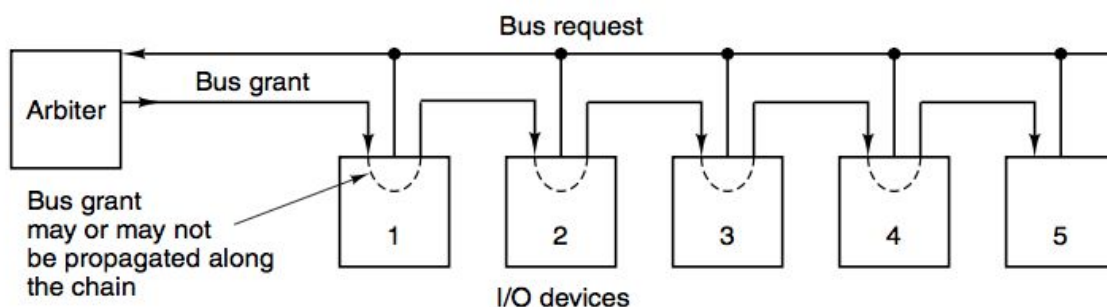 Bus request
Bus grant
Arbiter
Bus grant
may or may not
be propagated along
the chain
1
2
3
4
5
I/O devices